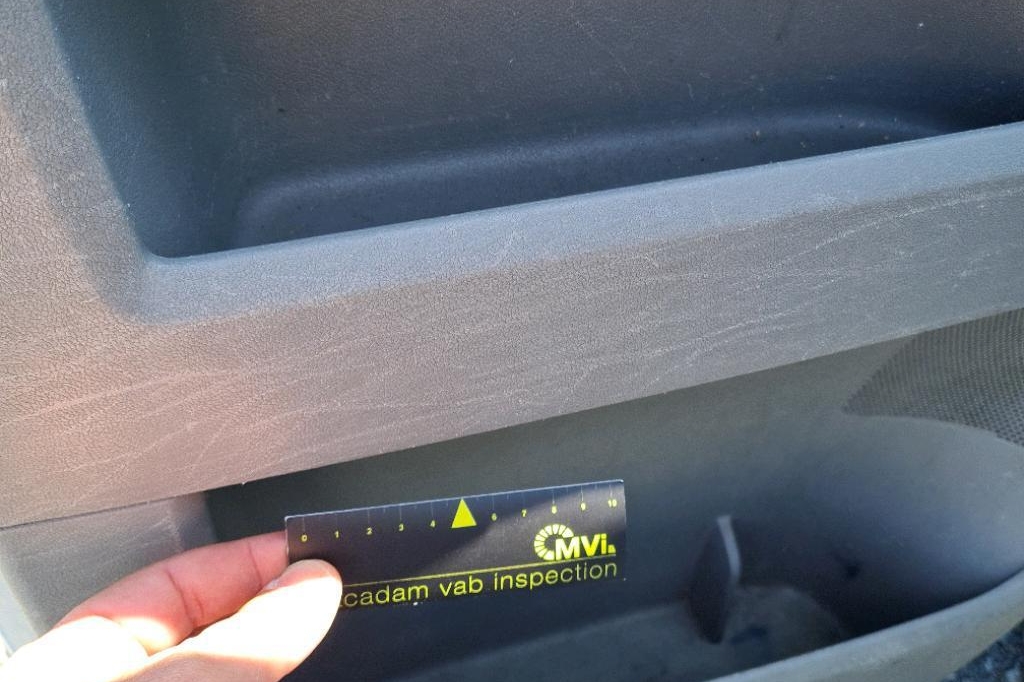 0 1 2 3 4 6 7 8 9 10
MVi.
cadam vab inspection